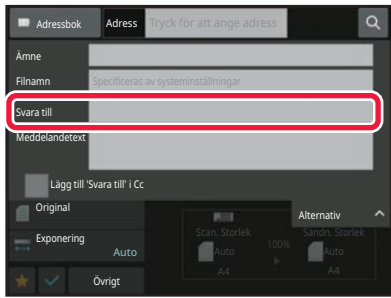 Adressbok Adress Tryck för att ange adress
Ämne
Filnamn Specificeras av systeminställningar
Svara till
Meddelandetext
Lägg till 'Svara till' i Cc
Original
Alternativ
Exponering
Auto
Scan. Storlek
Auto
A4
100%
Sändn. Storlek
Auto
A4
Övrigt